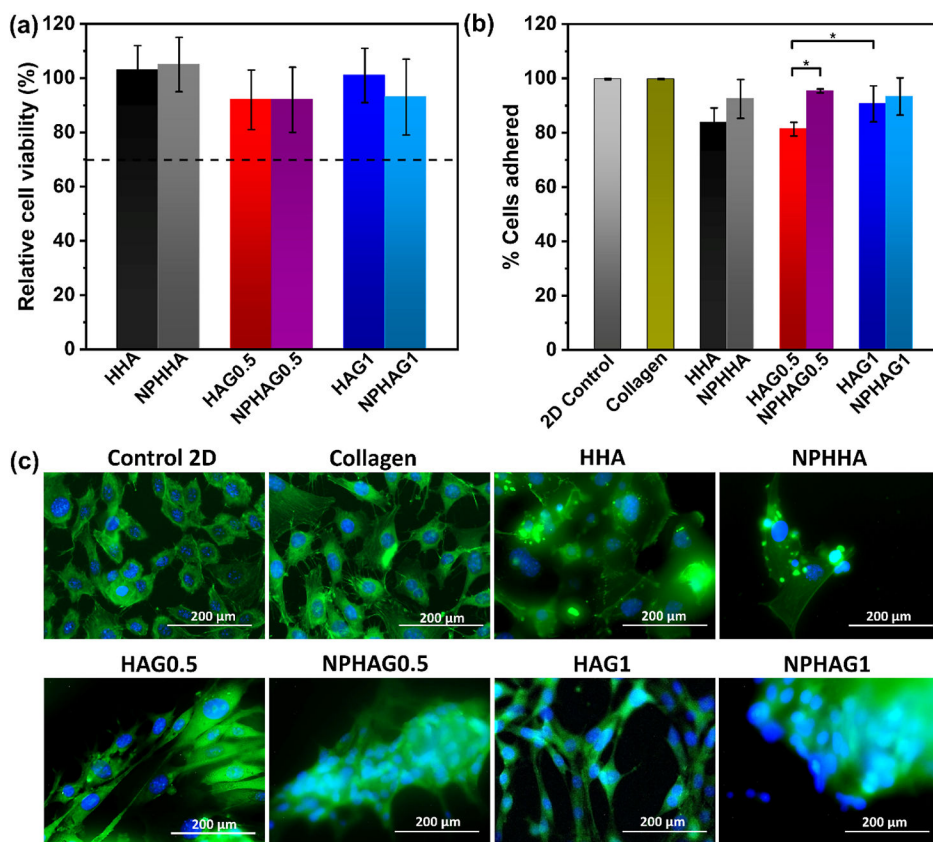 (a)
Relative cell viability (%)
120
100
80
60
40
20
0
HHA
NPHHA
HAG0.5
NPHAG0.5
HAG1
NPHAG1
(b)
% Cells adhered
120
100
80
60
40
20
0
*
*
2D Control
Collagen
HHA
NPHHA
HAG0.5
NPHAG0.5
HAG1
NPHAG1
(c)
Control 2D
Collagen
HHA
NPHHA
200 µm
200 µm
200 µm
200 µm
HAG0.5
NPHAG0.5
HAG1
NPHAG1
200 µm
200 µm
200 µm
200 µm